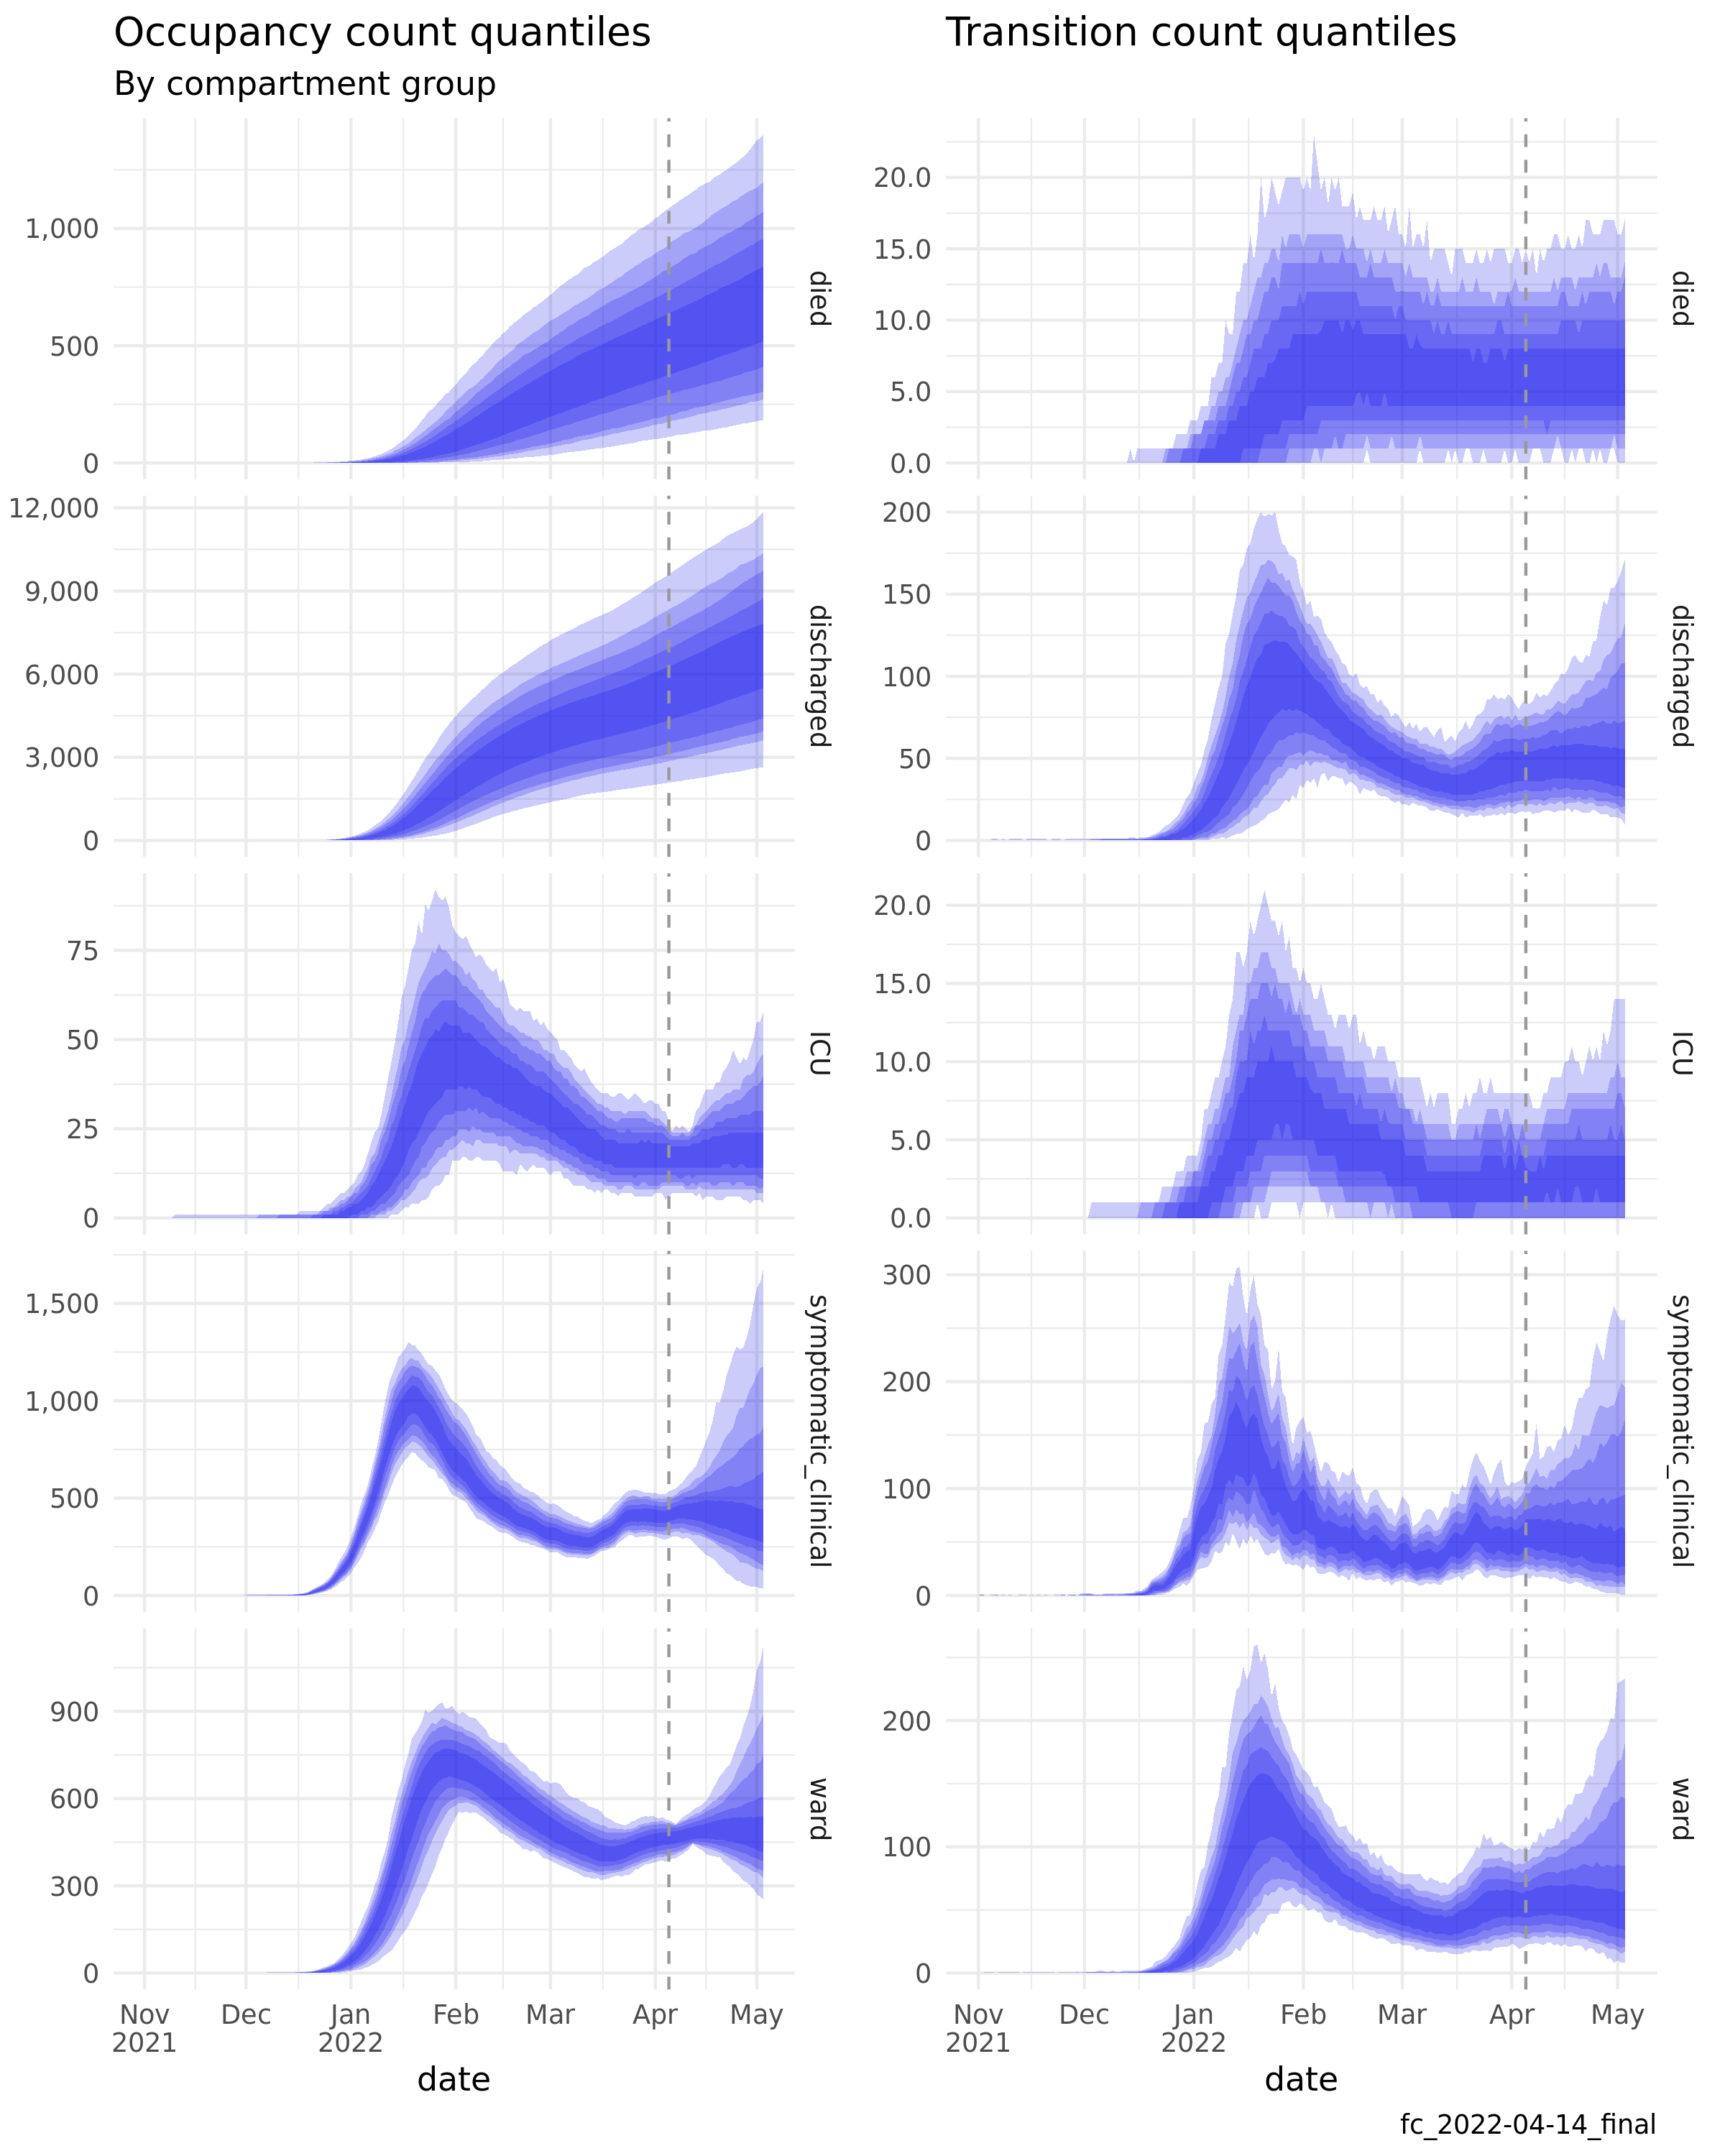 Occupancy count quantiles
By compartment group
1,000
500
0
died
12,000
9,000
6,000
3,000
0
discharged
75
50
25
0
ICU
1,500
1,000
500
0
symptomatic_clinical
900
600
300
0
ward
Nov Dec Jan Feb Mar Apr May
2021 2022
date
Transition count quantiles
20.0
15.0
10.0
5.0
0.0
died
200
150
100
50
0
discharged
20.0
15.0
10.0
5.0
0.0
ICU
300
200
100
0
symptomatic_clinical
200
100
0
ward
Nov Dec Jan Feb Mar Apr May
2021 2022
date
fc_2022-04-14_final